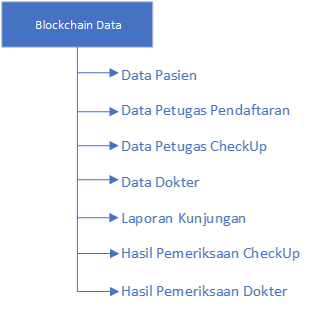 Blockchain Data
Data Pasien
Data Petugas Pendaftaran
Data Petugas CheckUp
Data Dokter
Laporan Kunjungan
Hasil Pemeriksaan CheckUp
Hasil Pemeriksaan Dokter